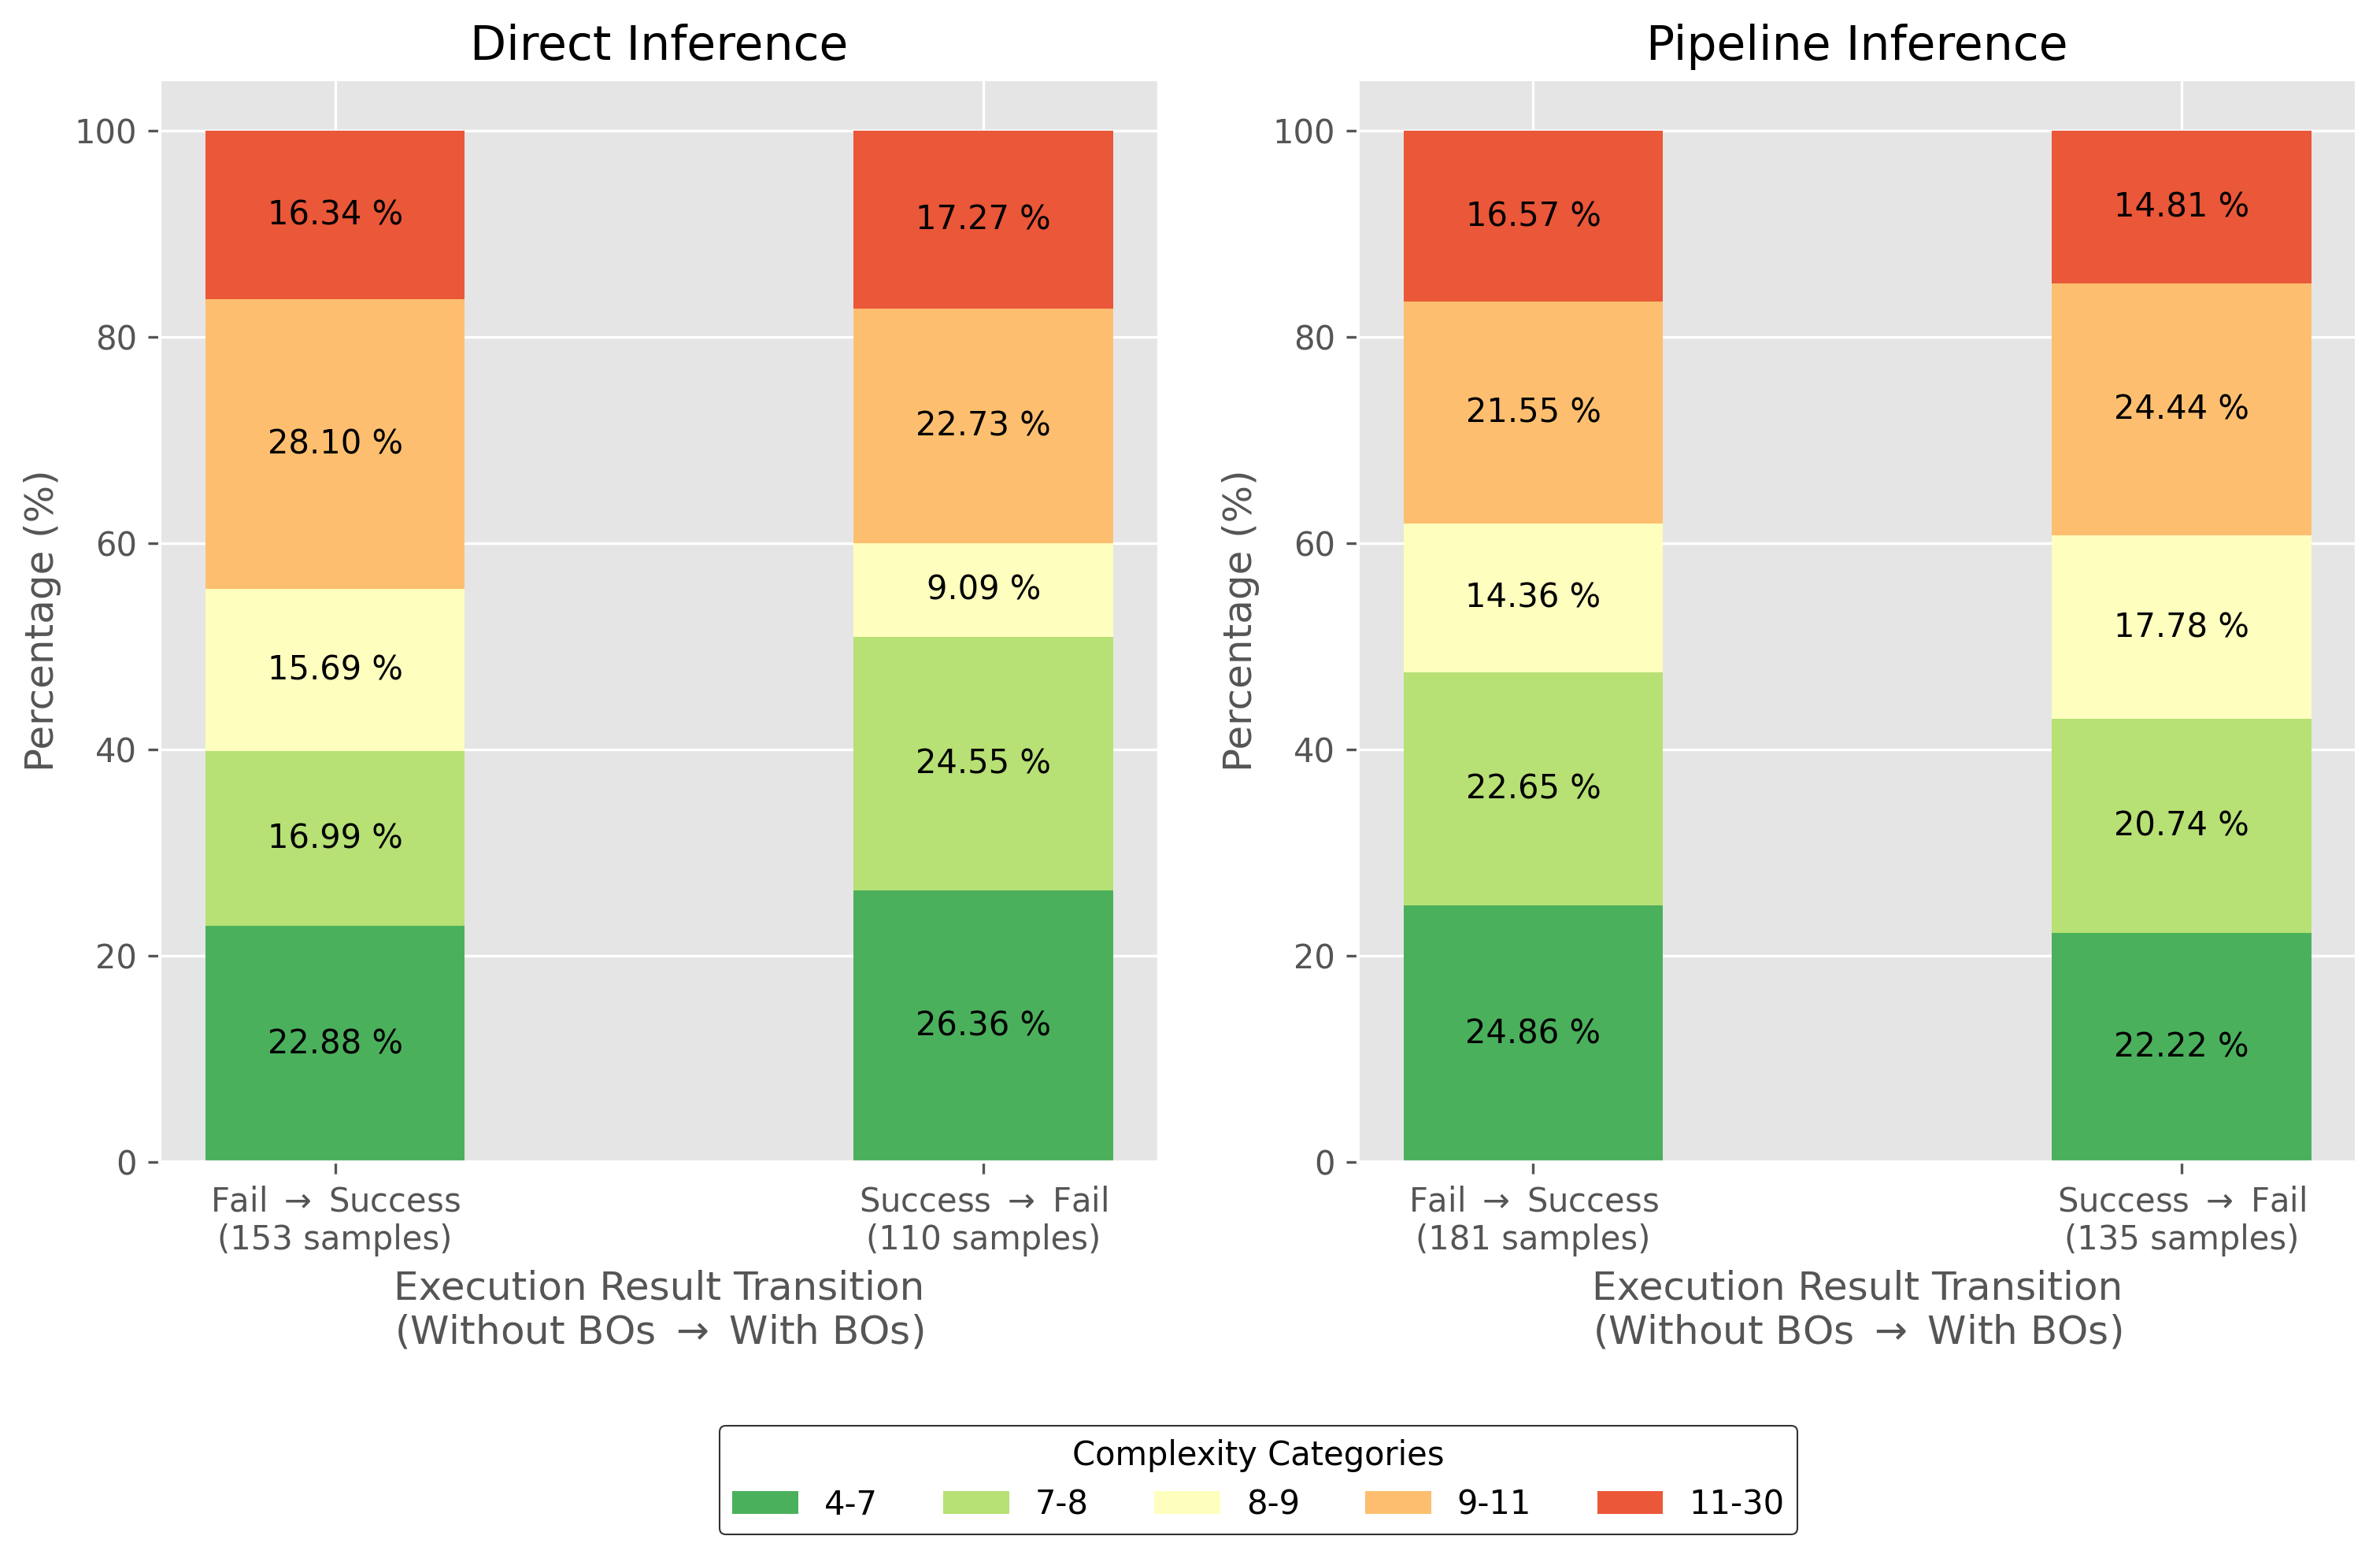 Direct Inference
Percentage (%)
100
80
60
40
20
0
16.34 %
28.10 %
15.69 %
16.99 %
22.88 %
17.27 %
22.73 %
9.09 %
24.55 %
26.36 %
Fail → Success
(153 samples)
Success → Fail
(110 samples)
Execution Result Transition
(Without BOs → With BOs)
Pipeline Inference
Percentage (%)
100
80
60
40
20
0
16.57 %
21.55 %
14.36 %
22.65 %
24.86 %
14.81 %
24.44 %
17.78 %
20.74 %
22.22 %
Fail → Success
(181 samples)
Success → Fail
(135 samples)
Execution Result Transition
(Without BOs → With BOs)
Complexity Categories
4-7 7-8 8-9 9-11 11-30